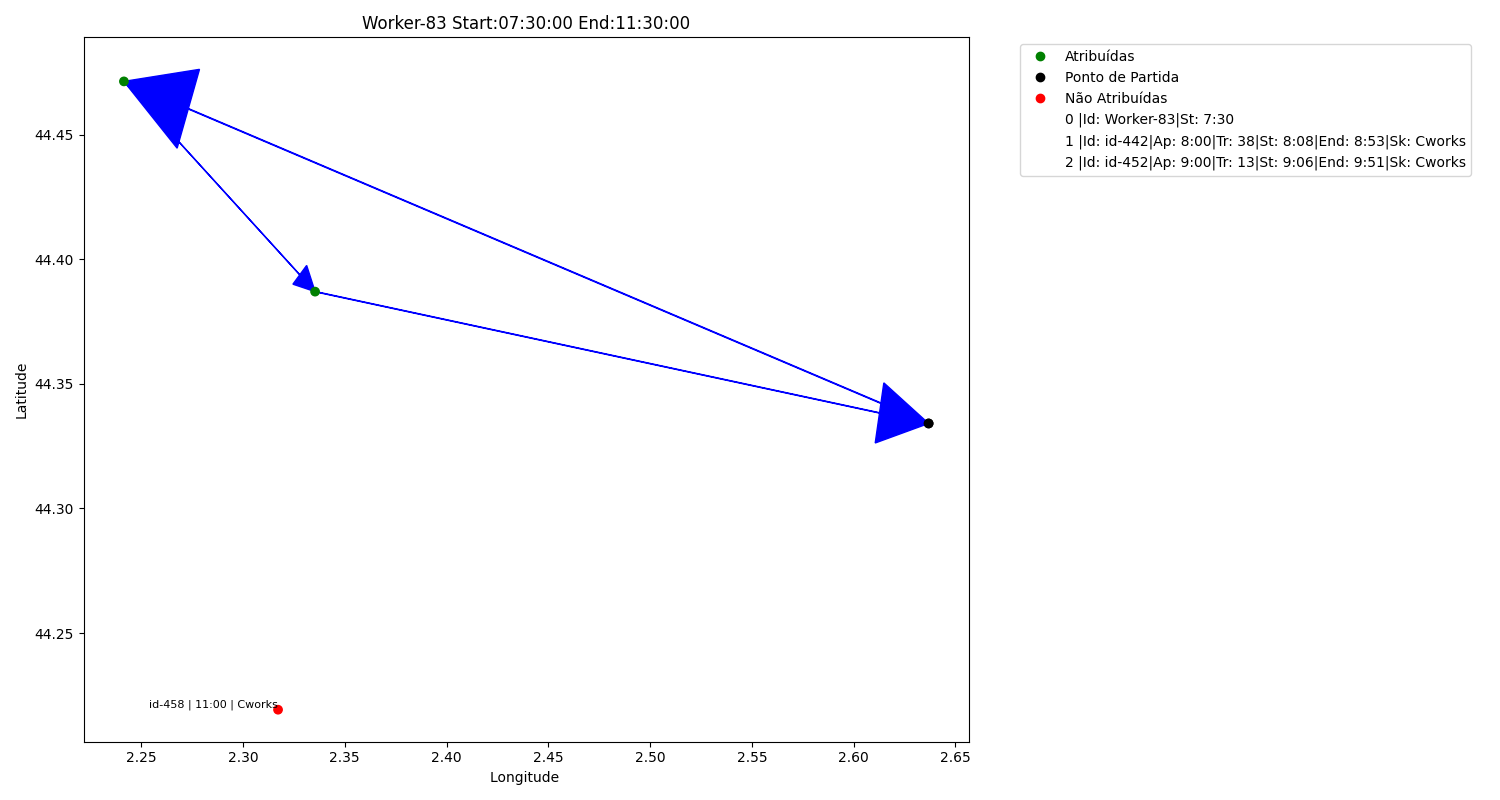 Worker-83 Start:07:30:00 End:11:30:00
Atribuídas
Ponto de Partida
Não Atribuídas
0 |Id: Worker-83|St: 7:30
1 |Id: id-442|Ap: 8:00|Tr: 38|St: 8:08|End: 8:53|Sk: Cworks
2 |Id: id-452|Ap: 9:00|Tr: 13|St: 9:06|End: 9:51|Sk: Cworks
Latitude
44.45
44.40
44.35
44.30
44.25
id-458 | 11:00 | Cworks
2.25 2.30 2.35 2.40 2.45 2.50 2.55 2.60 2.65
Longitude